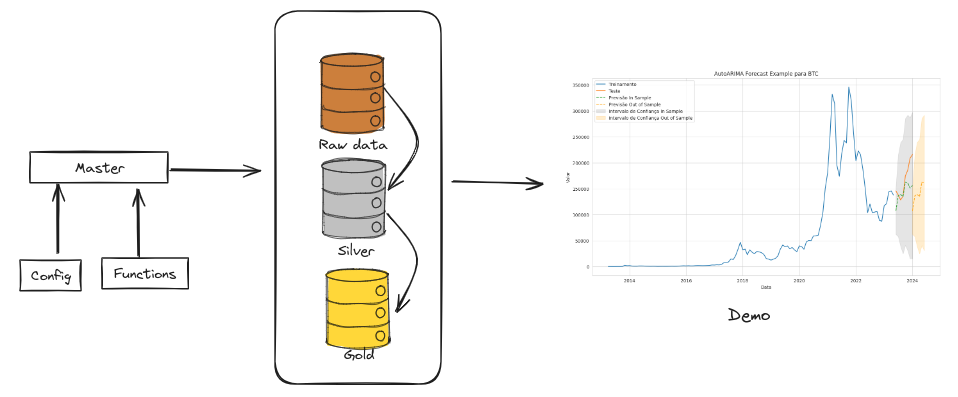 Master
Config
Functions
Raw data
Silver
Gold
AutoARIMA Forecast Example para BTC
Treinamento
Teste
Previsão In Sample
Previsão Out of Sample
Intervalo de Confiança In Sample
Intervalo de Confiança Out of Sample
350000
300000
250000
200000
150000
100000
50000
0
Valor
2014
2016
2018
2020
2022
2024
Data
Demo